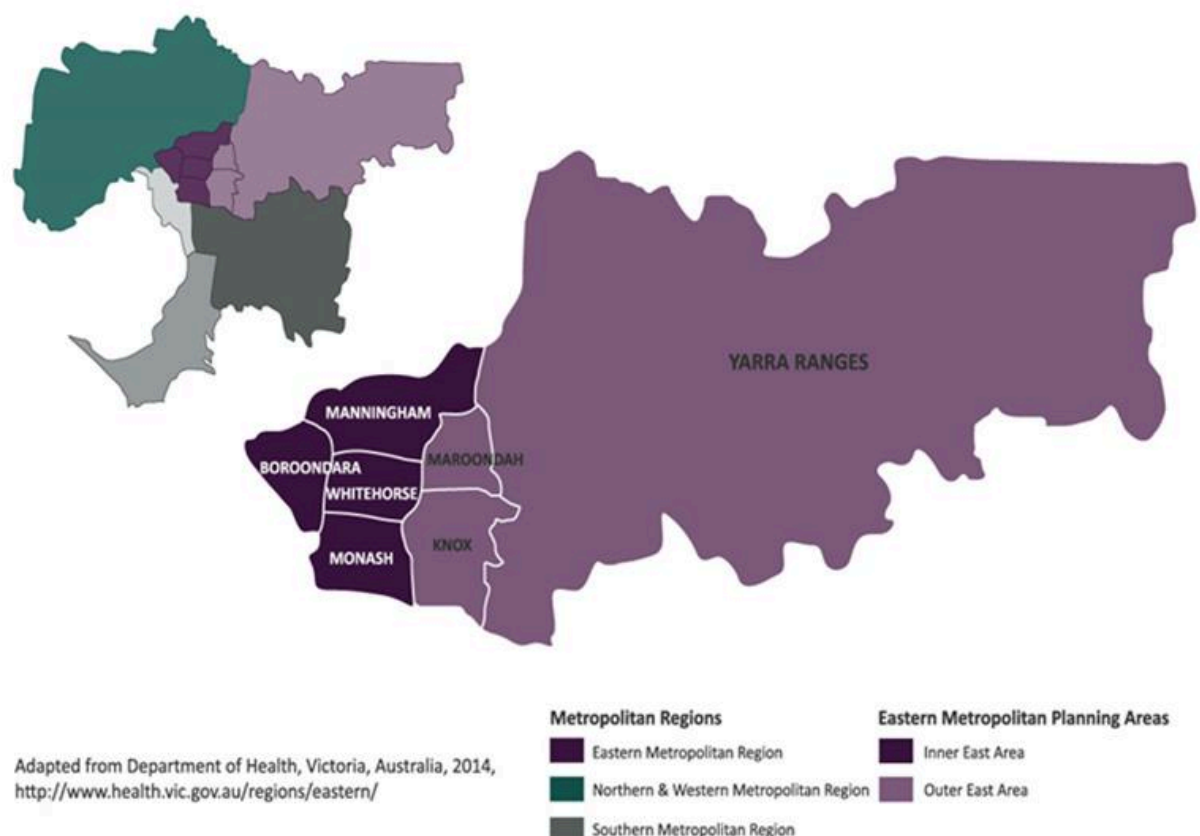 YARRA RANGES
MANNINGHAM
MAROONDAH
BOROONDARA
WHITEHORSE
KNOX
MONASH
Metropolitan Regions
Eastern Metropolitan Region
Northern & Western Metropolitan Region
Southern Metropolitan Region
Eastern Metropolitan Planning Areas
Inner East Area
Outer East Area
Adapted from Department of Health, Victoria, Australia, 2014,
http://www.health.vic.gov.au/regions/eastern/